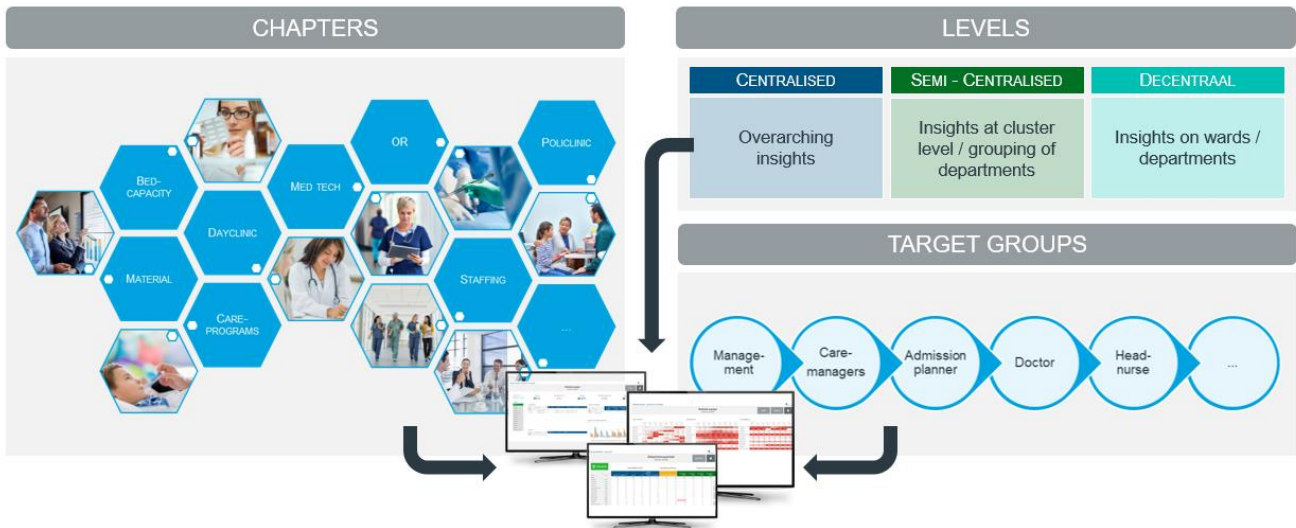 CHAPTERS
BED-
CAPACITY
MATERIAL
DAYCLINIC
CARE-
PROGRAMS
MED TECH
OR
STAFFING
POLICLINIC
...
LEVELS
CENTRALISED
Overarching
insights
SEMI - CENTRALISED
Insights at cluster
level / grouping of
departments
DECENTRAAL
Insights on wards /
departments
TARGET GROUPS
Manage-
ment
Care-
managers
Admission
planner
Doctor
Head-
nurse
...